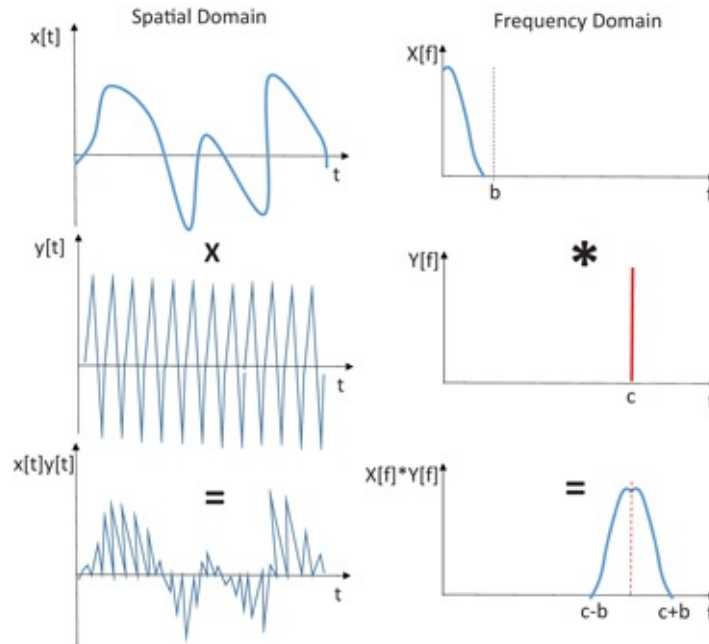 Spatial Domain
Frequency Domain
x[t]
t
X[f]
b
y[t]
X
t
Y[f]
*
c
x[t]y[t]
=
t
X[f]*Y[f]
=
c-b
c+b